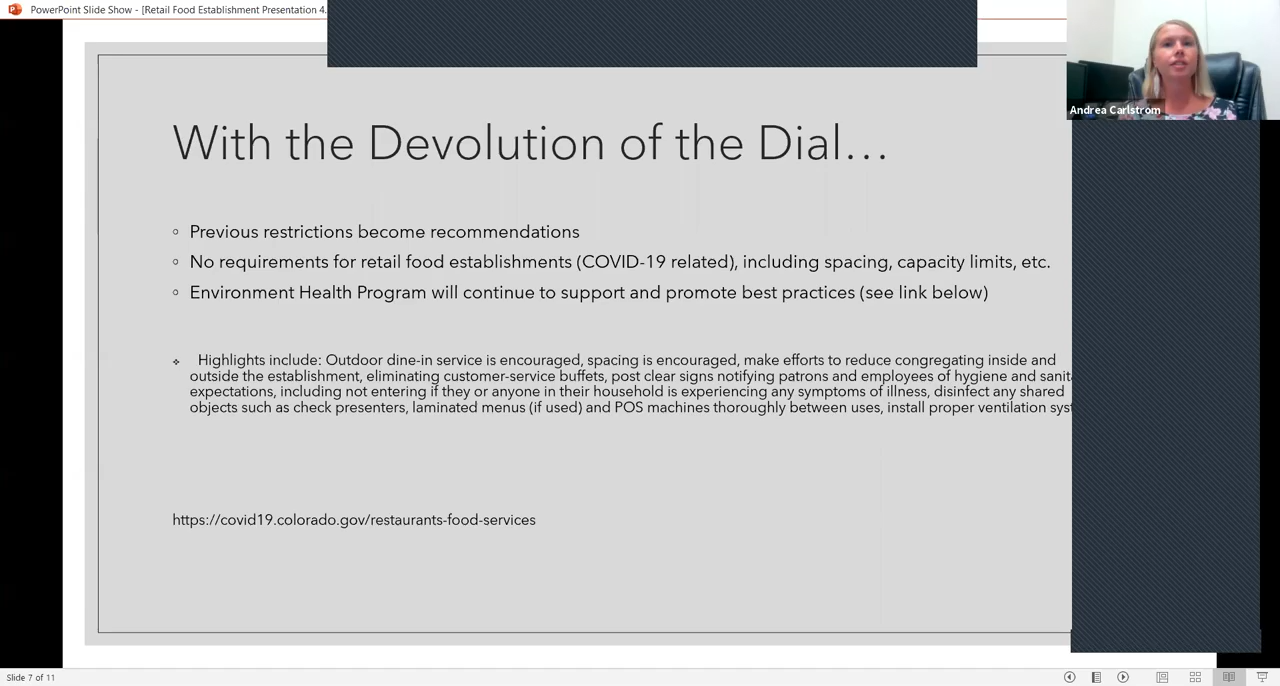 PowerPoint Slide Show - [Retail Food Establishment Presentation 4.
Andrea Carlstrom
With the Devolution of the Dial…
Previous restrictions become recommendations
No requirements for retail food establishments (COVID-19 related), including spacing, capacity limits, etc.
Environment Health Program will continue to support and promote best practices (see link below)
Highlights include: Outdoor dine-in service is encouraged, spacing is encouraged, make efforts to reduce congregating inside and
outside the establishment, eliminating customer-service buffets, post clear signs notifying patrons and employees of hygiene and
expectations, including not entering if they or anyone in their household is experiencing any symptoms of illness, disinfect any shared
objects such as check presenters, laminated menus (if used) and POS machines thoroughly between uses, install proper ventilation
https://covid19.colorado.gov/restaurants-food-services
Slide 7 of 11